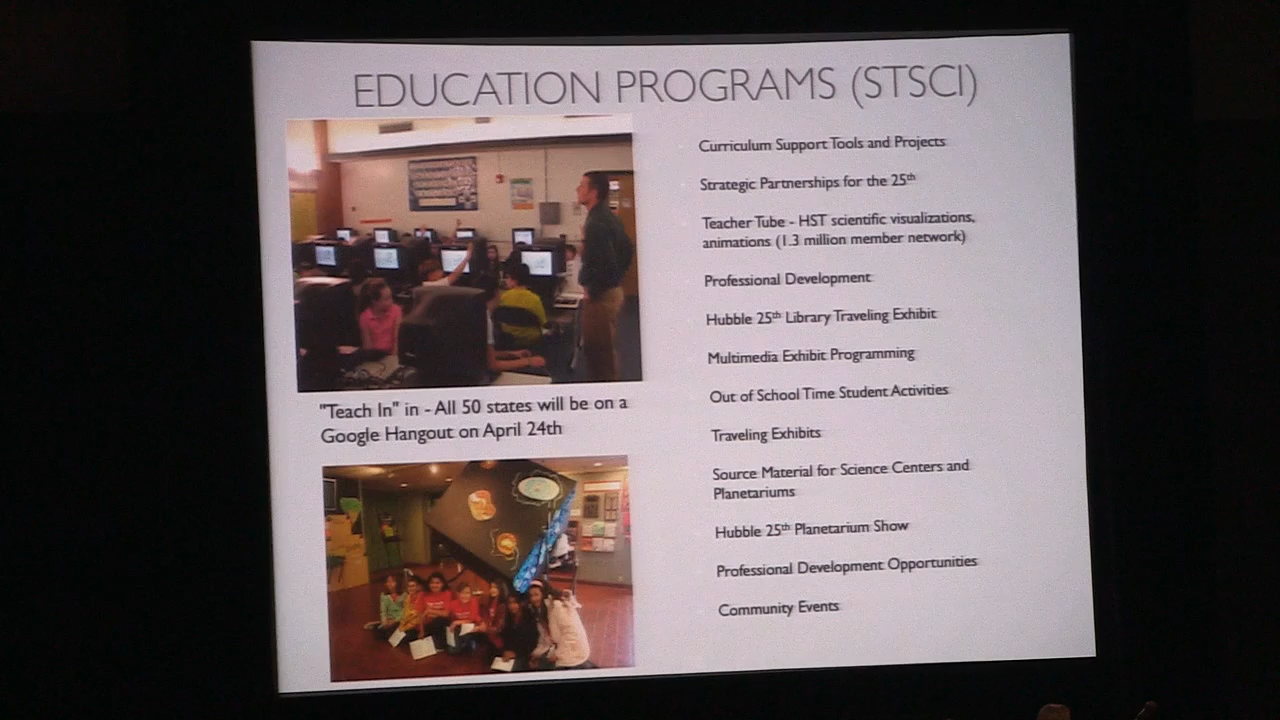 EDUCATION PROGRAMS (STSCI)
"Teach In" in - All 50 states will be on a
Google Hangout on April 24th
Curriculum Support Tools and Projects
Strategic Partnerships for the 25th
Teacher Tube - HST scientific visualizations,
animations (1.3 million member network)
Professional Development
Hubble 25th Library Traveling Exhibit
Multimedia Exhibit Programming
Out of School Time Student Activities
Traveling Exhibits
Source Material for Science Centers and
Planetariums
Hubble 25th Planetarium Show
Professional Development Opportunities
Community Events